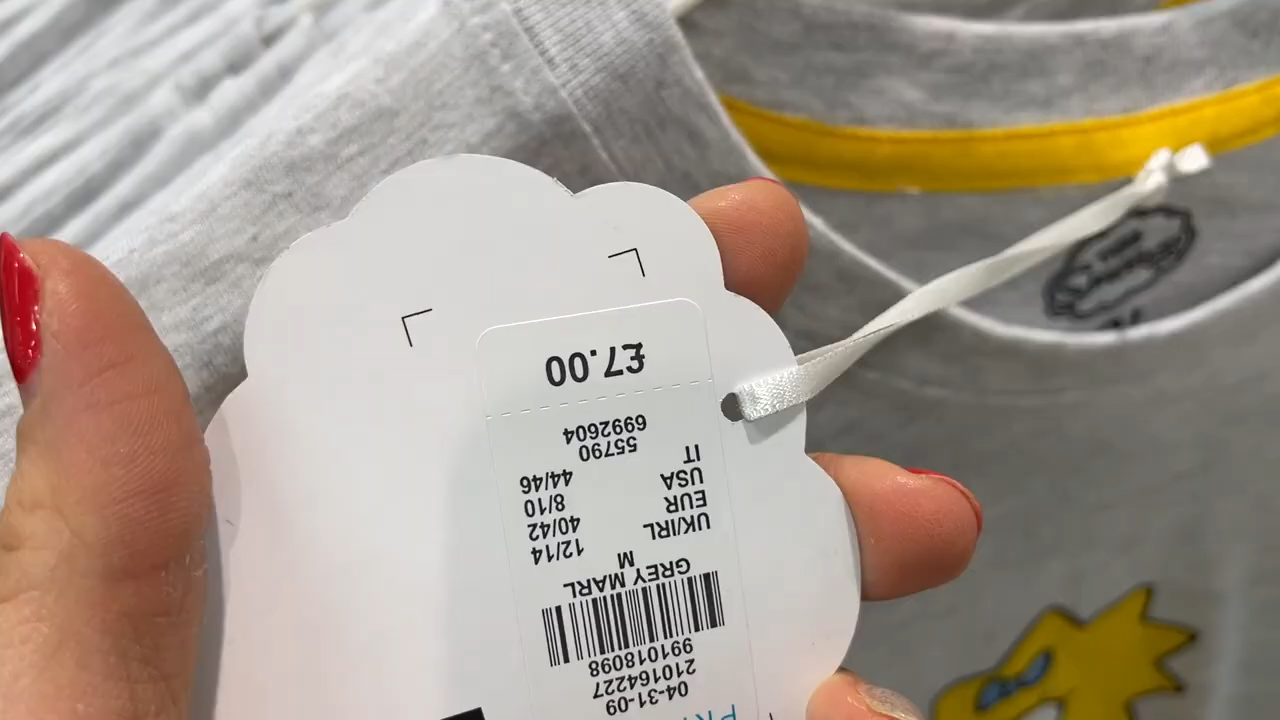 04-31-09
210164227
991018098
GREY MARL
M
UK/IRL 12/14
EUR 40/42
USA 8/10
IT 44/46
55790
6992604
£7.00